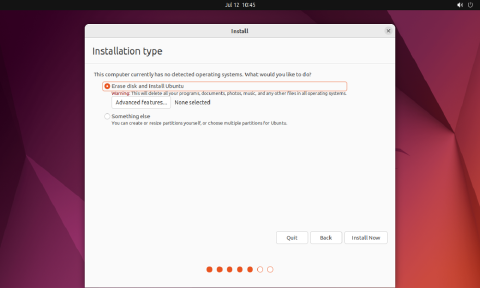 Jul 12 10:45
Install
Installation type
This computer currently has no detected operating systems. What would you like to do?
Erase disk and install Ubuntu
Warning: This will delete all your programs, documents, photos, music, and any other files in all operating systems.
Advanced features... None selected
Something else
You can create or resize partitions yourself, or choose multiple partitions for Ubuntu.
Quit Back Install Now